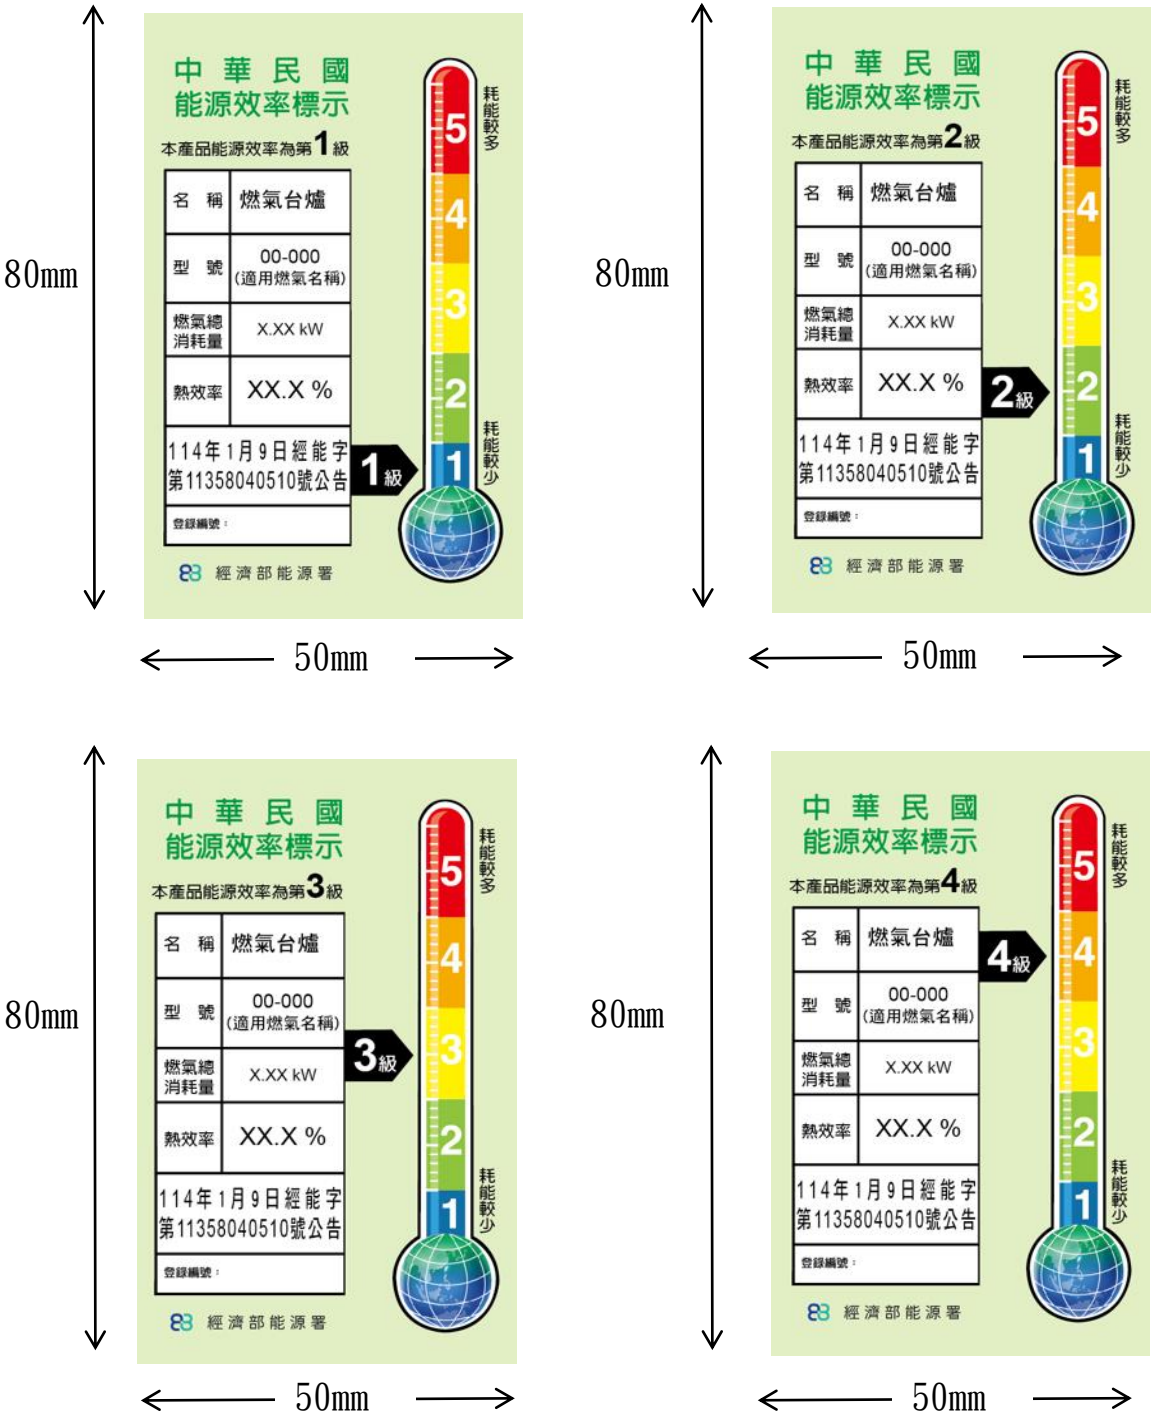 中華民國
能源效率標示
本產品能源效率為第1級
名稱 燃氣台爐
型號 00-000
(適用燃氣名稱)
燃氣總
消耗量 X.XX kW
熱效率 XX.X %
114年1月9日經能字
第11358040510號公告
登錄編號：
經濟部能源署
1級
耗能較多
5
4
3
2
1
耗能較少
80mm
50mm
中華民國
能源效率標示
本產品能源效率為第2級
名稱 燃氣台爐
型號 00-000
(適用燃氣名稱)
燃氣總
消耗量 X.XX kW
熱效率 XX.X %
114年1月9日經能字
第11358040510號公告
登錄編號：
經濟部能源署
2級
耗能較多
5
4
3
2
1
耗能較少
80mm
50mm
中華民國
能源效率標示
本產品能源效率為第3級
名稱 燃氣台爐
型號 00-000
(適用燃氣名稱)
燃氣總
消耗量 X.XX kW
熱效率 XX.X %
114年1月9日經能字
第11358040510號公告
登錄編號：
經濟部能源署
3級
耗能較多
5
4
3
2
1
耗能較少
80mm
50mm
中華民國
能源效率標示
本產品能源效率為第4級
名稱 燃氣台爐
型號 00-000
(適用燃氣名稱)
燃氣總
消耗量 X.XX kW
熱效率 XX.X %
114年1月9日經能字
第11358040510號公告
登錄編號：
經濟部能源署
4級
耗能較多
5
4
3
2
1
耗能較少
80mm
50mm